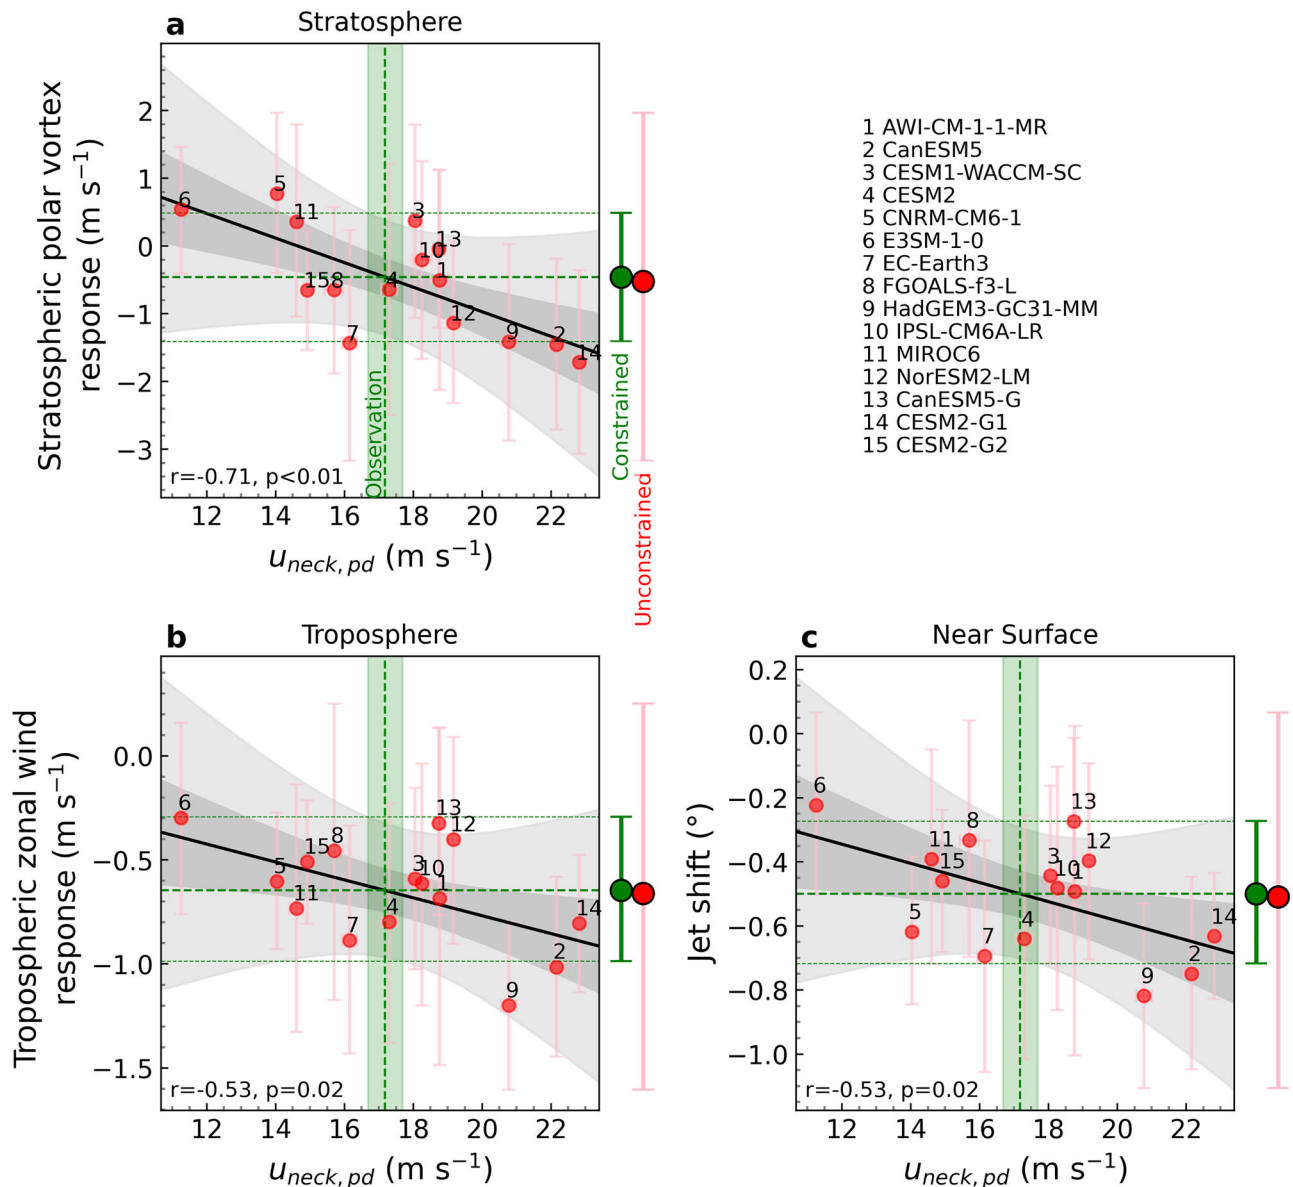 a Stratosphere
Stratospheric polar vortex
response (m s⁻¹)
2
1
0
−1
−2
−3
6
5
11
3
13
10
15 8
4
1
7
12
9
2
14
Observation
r=-0.71, p<0.01
12 14 16 18 20 22
u_neck,pd (m s⁻¹)
Constrained
Unconstrained
1 AWI-CM-1-1-MR
2 CanESM5
3 CESM1-WACCM-SC
4 CESM2
5 CNRM-CM6-1
6 E3SM-1-0
7 EC-Earth3
8 FGOALS-f3-L
9 HadGEM3-GC31-MM
10 IPSL-CM6A-LR
11 MIROC6
12 NorESM2-LM
13 CanESM5-G
14 CESM2-G1
15 CESM2-G2
b Troposphere
Tropospheric zonal wind
response (m s⁻¹)
0.0
−0.5
−1.0
−1.5
6
13
8
12
15
3
10
5
1
11
4
14
7
2
9
r=-0.53, p=0.02
12 14 16 18 20 22
u_neck,pd (m s⁻¹)
c Near Surface
Jet shift (°)
0.2
0.0
−0.2
−0.4
−0.6
−0.8
−1.0
6
13
8
11
12
3
15
10
1
5
4
14
7
2
9
r=-0.53, p=0.02
12 14 16 18 20 22
u_neck,pd (m s⁻¹)